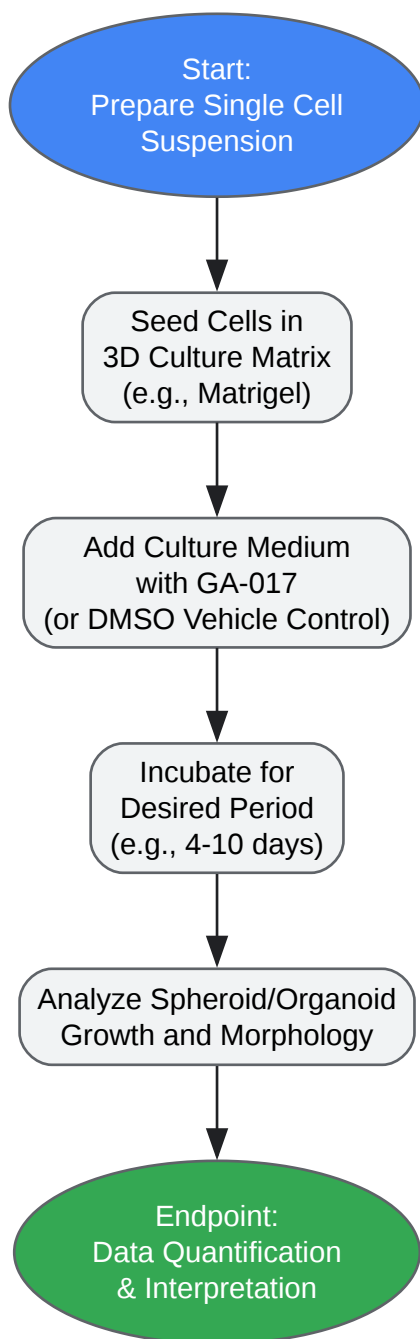 Start:
Prepare Single Cell
Suspension
Seed Cells in
3D Culture Matrix
(e.g., Matrigel)
Add Culture Medium
with GA-017
(or DMSO Vehicle Control)
Incubate for
Desired Period
(e.g., 4-10 days)
Analyze Spheroid/Organoid
Growth and Morphology
Endpoint:
Data Quantification
& Interpretation